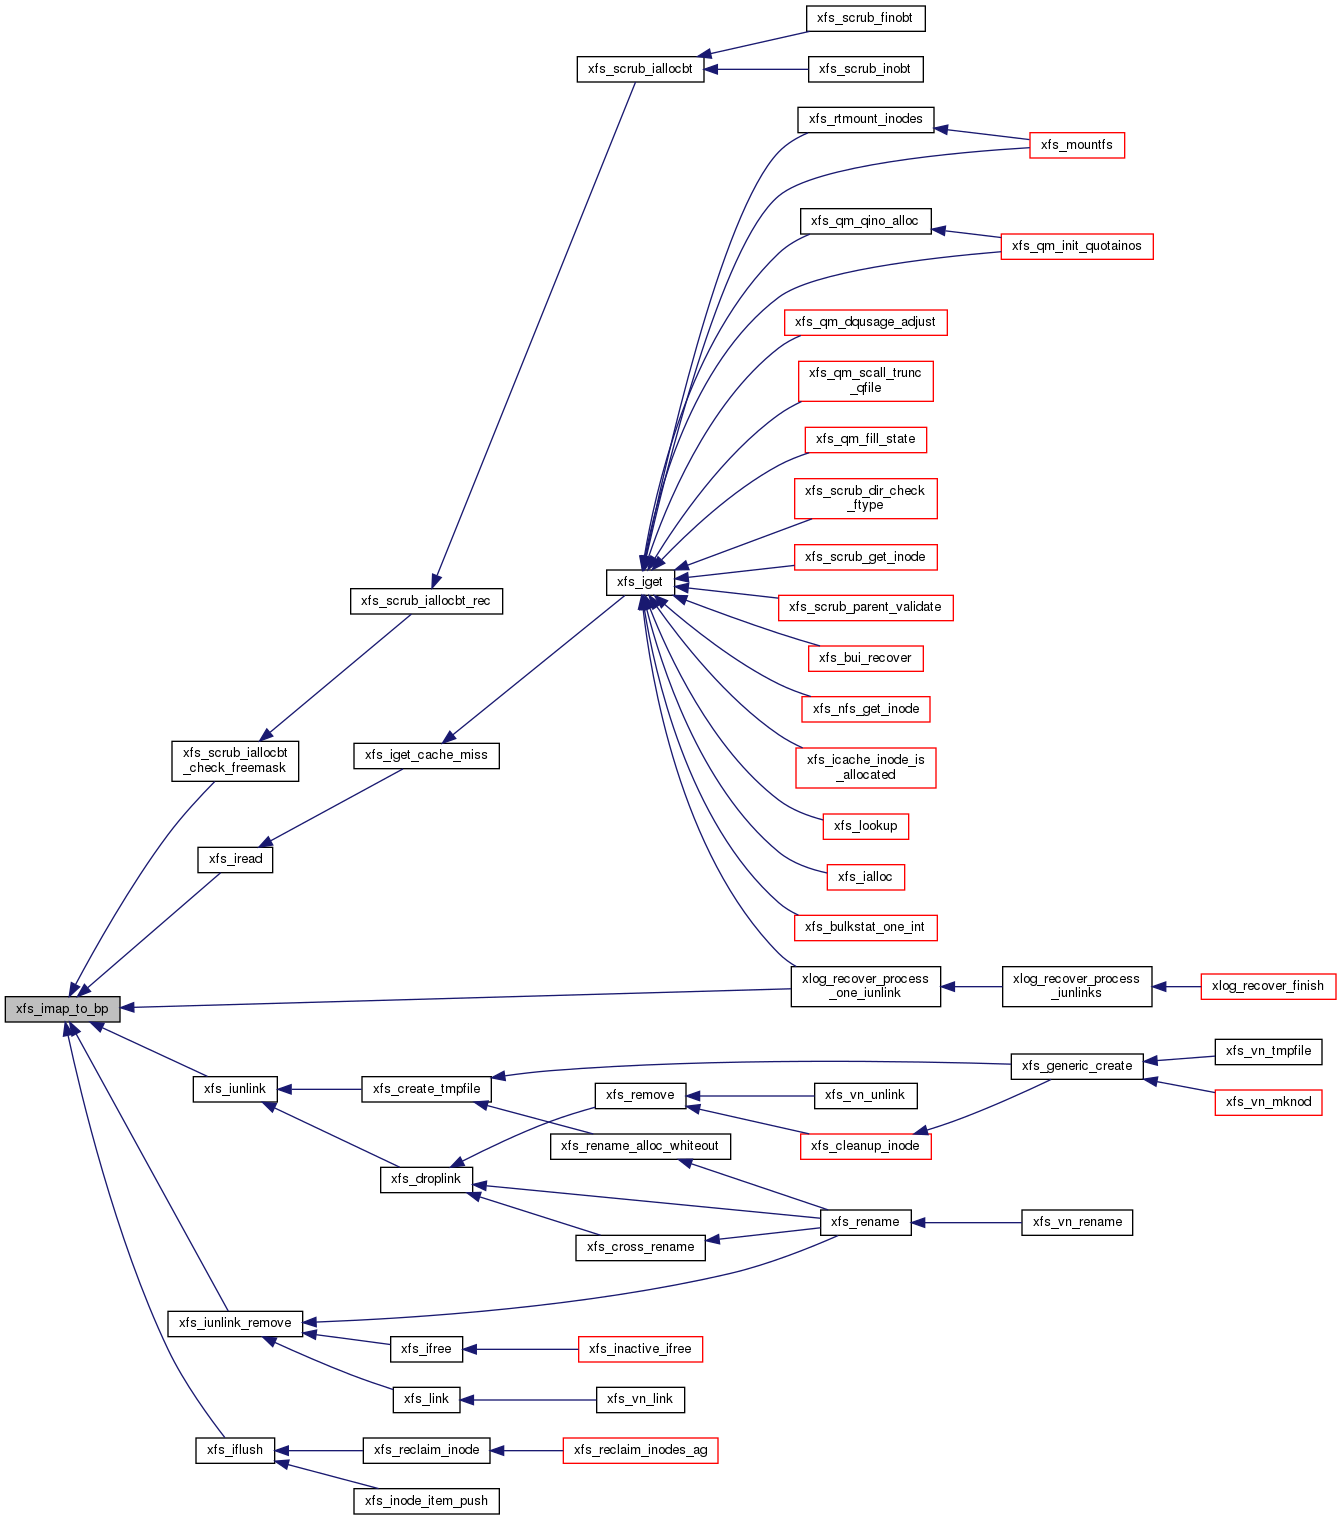 xfs_scrub_finobt
xfs_scrub_iallocbt
xfs_scrub_inobt
xfs_rtmount_inodes
xfs_mountfs
xfs_qm_qino_alloc
xfs_qm_init_quotainos
xfs_qm_dqusage_adjust
xfs_qm_scall_trunc
_qfile
xfs_qm_fill_state
xfs_scrub_dir_check
_ftype
xfs_scrub_get_inode
xfs_iget
xfs_scrub_iallocbt_rec
xfs_scrub_parent_validate
xfs_bui_recover
xfs_nfs_get_inode
xfs_scrub_iallocbt
_check_freemask
xfs_iget_cache_miss
xfs_icache_inode_is
_allocated
xfs_lookup
xfs_iread
xfs_ialloc
xfs_bulkstat_one_int
xlog_recover_process
_one_iunlink
xlog_recover_process
_iunlinks
xlog_recover_finish
xfs_imap_to_bp
xfs_vn_tmpfile
xfs_generic_create
xfs_iunlink
xfs_create_tmpfile
xfs_remove
xfs_vn_unlink
xfs_vn_mknod
xfs_rename_alloc_whiteout
xfs_cleanup_inode
xfs_droplink
xfs_rename
xfs_vn_rename
xfs_cross_rename
xfs_iunlink_remove
xfs_ifree
xfs_inactive_ifree
xfs_link
xfs_vn_link
xfs_iflush
xfs_reclaim_inode
xfs_reclaim_inodes_ag
xfs_inode_item_push